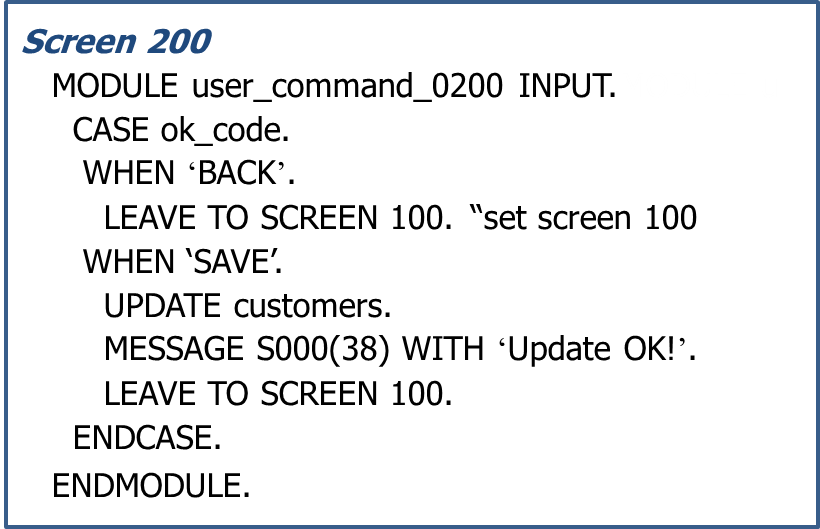 Screen 200
MODULE user_command_0200 INPUT.
CASE ok_code.
WHEN ‘BACK’.
LEAVE TO SCREEN 100. “set screen 100
WHEN ‘SAVE’.
UPDATE customers.
MESSAGE S000(38) WITH ‘Update OK!’.
LEAVE TO SCREEN 100.
ENDCASE.
ENDMODULE.